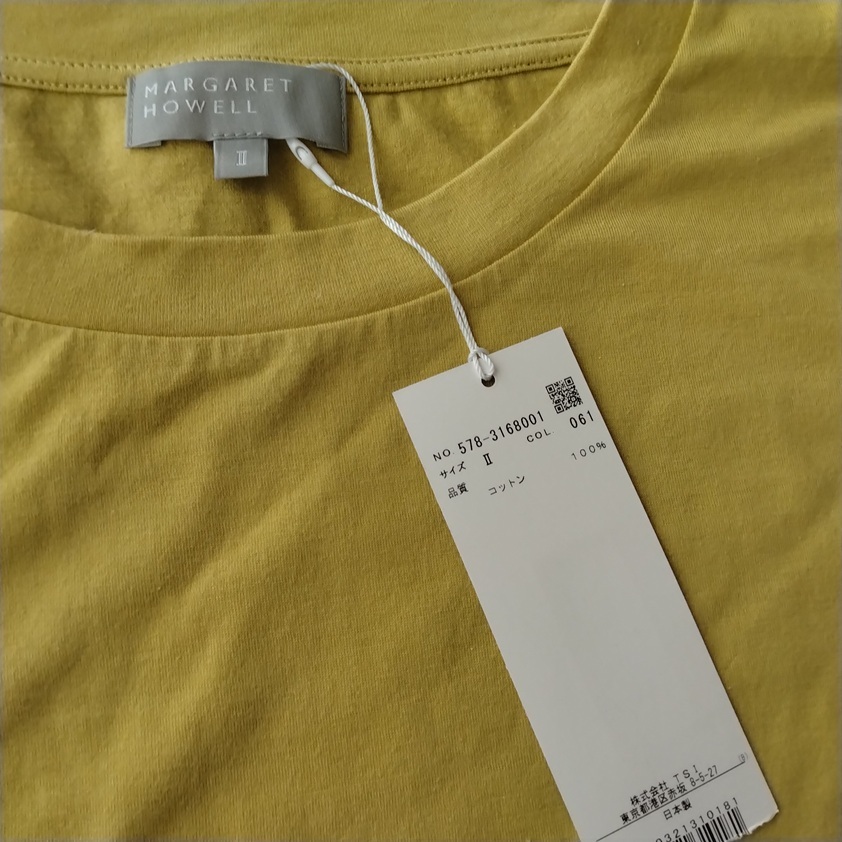 MARGARET
HOWELL
II
NO. 578-3168001 COL 061
サイズ II
品質 コットン 100%
株式会社 TSI
東京都港区赤坂 8-5-27
日本製
0321310181